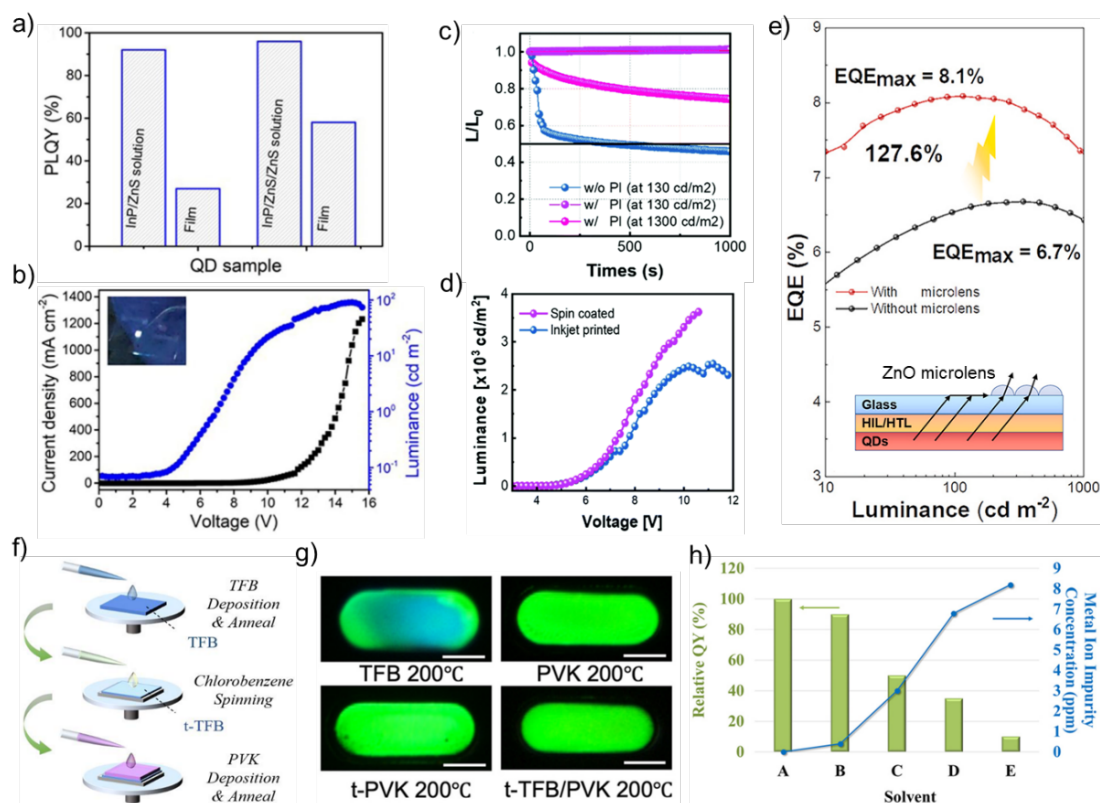 a)
100
80
60
40
20
0
PLQY (%)
InP/ZnS solution
Film
InP/ZnS/ZnS solution
Film
QD sample
b)
1400
1200
1000
800
600
400
200
0
Current density (mA cm-2)
10²
10¹
10⁰
10⁻¹
Luminance (cd m-2)
0 2 4 6 8 10 12 14 16
Voltage (V)
c)
1.0
0.8
0.6
0.4
0.2
0.0
L/L0
w/o PI (at 130 cd/m2)
w/ PI (at 130 cd/m2)
w/ PI (at 1300 cd/m2)
0 500 1000
Times (s)
d)
4
3
2
1
0
Luminance [x10³ cd/m²]
Spin coated
Inkjet printed
4 6 8 10 12
Voltage [V]
e)
9
8
7
6
5
4
3
EQE (%)
EQEmax = 8.1%
127.6%
EQEmax = 6.7%
With microlens
Without microlens
ZnO microlens
Glass
HIL/HTL
QDs
10 100 1000
Luminance (cd m-2)
f)
TFB
Deposition
& Anneal
TFB
Chlorobenzene
Spinning
t-TFB
PVK
Deposition
& Anneal
g)
TFB 200℃
PVK 200℃
t-PVK 200℃
t-TFB/PVK 200℃
h)
120
100
80
60
40
20
0
Relative QY (%)
9
8
7
6
5
4
3
2
1
0
Metal Ion Impurity
Concentration (ppm)
A B C D E
Solvent